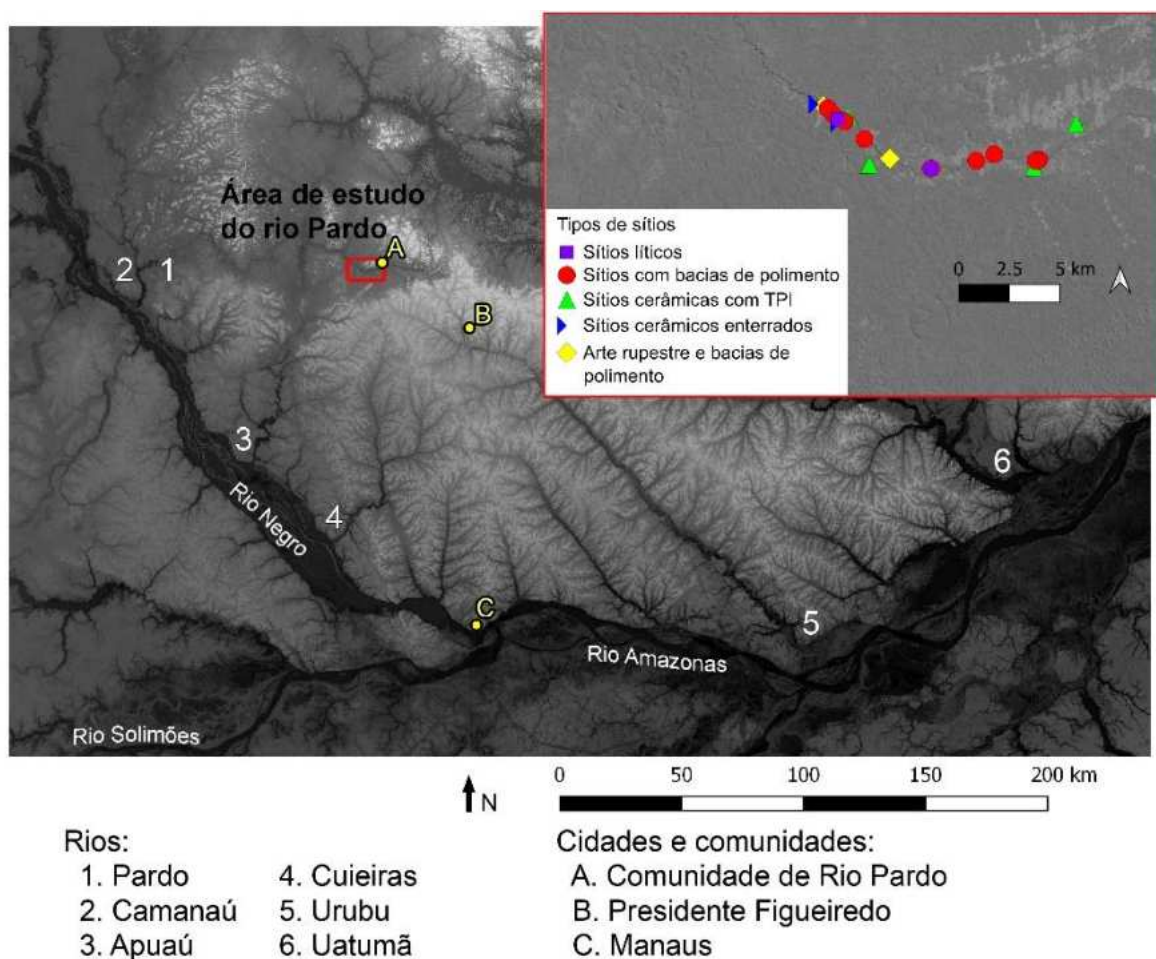 Área de estudo
do rio Pardo
A
B
2 1
3
Rio Negro
4
C
Rio Amazonas
5
6
Rio Solimões
Tipos de sítios
Sítios líticos
Sítios com bacias de polimento
Sítios cerâmicas com TPI
Sítios cerâmicos enterrados
Arte rupestre e bacias de
polimento
0 2.5 5 km
0 50 100 150 200 km
N
Rios:
1. Pardo
2. Camanaú
3. Apuaú
4. Cuieiras
5. Urubu
6. Uatumã
Cidades e comunidades:
A. Comunidade de Rio Pardo
B. Presidente Figueiredo
C. Manaus